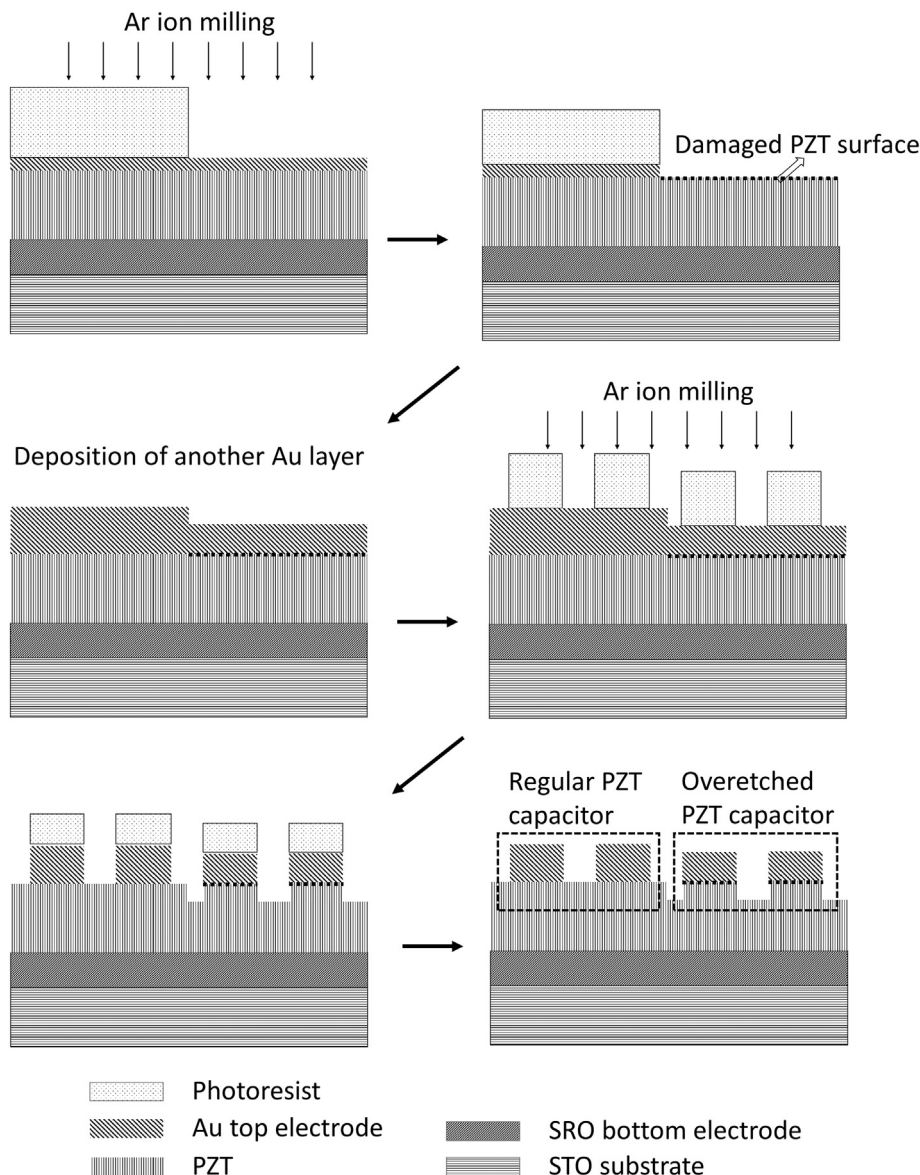 Ar ion milling
Damaged PZT surface
Ar ion milling
Deposition of another Au layer
Regular PZT
capacitor
Overetched
PZT capacitor
Photoresist
Au top electrode
SRO bottom electrode
PZT
STO substrate